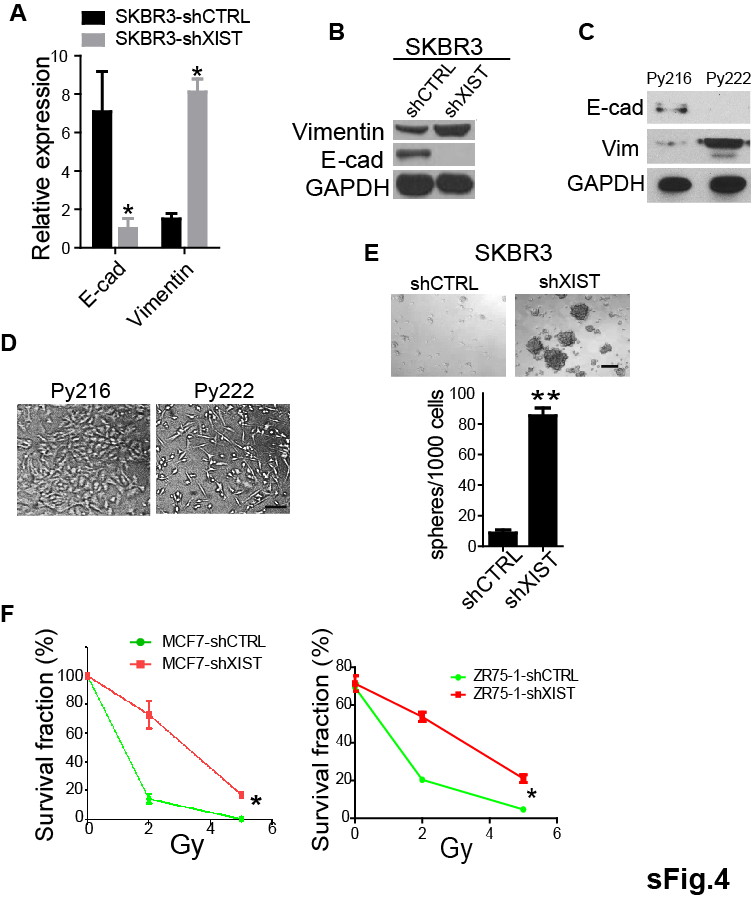 A
SKBR3-shCTRL
SKBR3-shXIST
Relative expression
10
8
6
4
2
0
*
*
E-cad
Vimentin
B
SKBR3
shCTRL
shXIST
Vimentin
E-cad
GAPDH
C
Py216 Py222
E-cad
Vim
GAPDH
D
Py216 Py222
E
SKBR3
shCTRL shXIST
spheres/1000 cells
100
80
60
40
20
0
**
shCTRL
shXIST
F
Survival fraction (%)
MCF7-shCTRL
MCF7-shXIST
100
80
60
40
20
0
*
0 2 4 6
Gy
Survival fraction (%)
ZR75-1-shCTRL
ZR75-1-shXIST
80
60
40
20
0
*
0 2 4 6
Gy
sFig.4